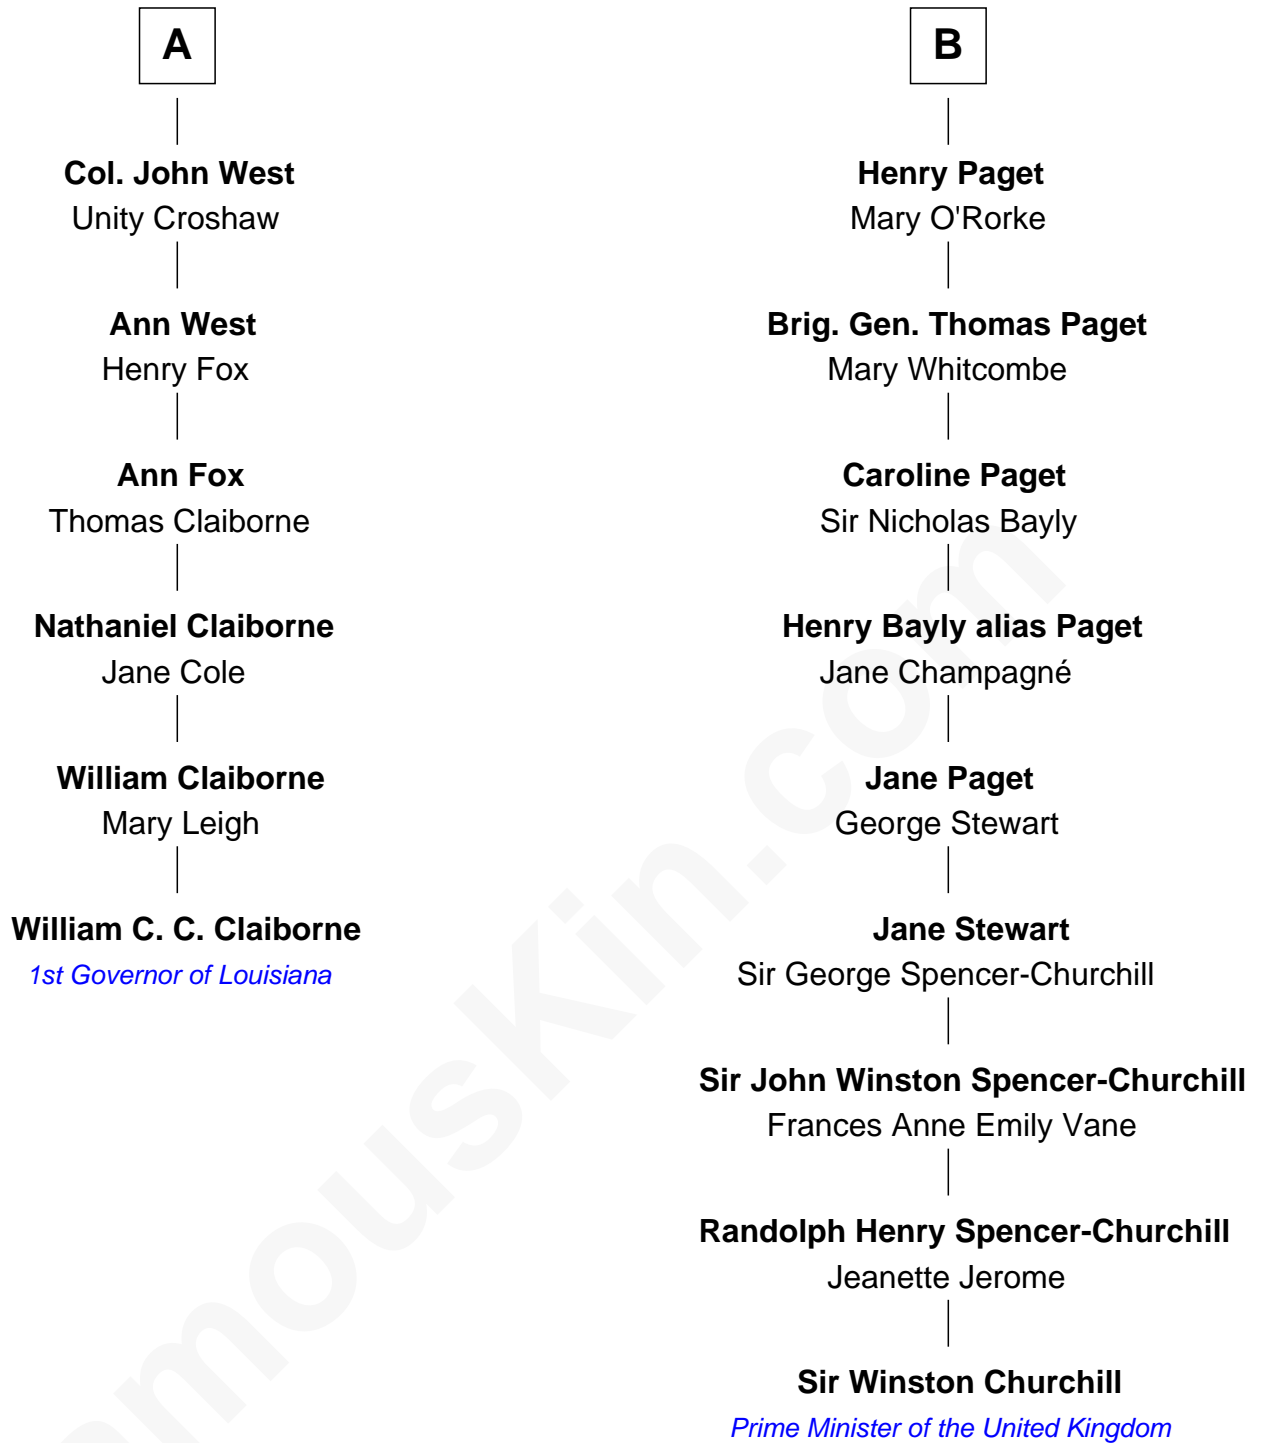 A
Col. John West
Unity Croshaw
Ann West
Henry Fox
Ann Fox
Thomas Claiborne
Nathaniel Claiborne
Jane Cole
William Claiborne
Mary Leigh
William C. C. Claiborne
1st Governor of Louisiana
B
Henry Paget
Mary O'Rorke
Brig. Gen. Thomas Paget
Mary Whitcombe
Caroline Paget
Sir Nicholas Bayly
Henry Bayly alias Paget
Jane Champagné
Jane Paget
George Stewart
Jane Stewart
Sir George Spencer-Churchill
Sir John Winston Spencer-Churchill
Frances Anne Emily Vane
Randolph Henry Spencer-Churchill
Jeanette Jerome
Sir Winston Churchill
Prime Minister of the United Kingdom
amousKin.com